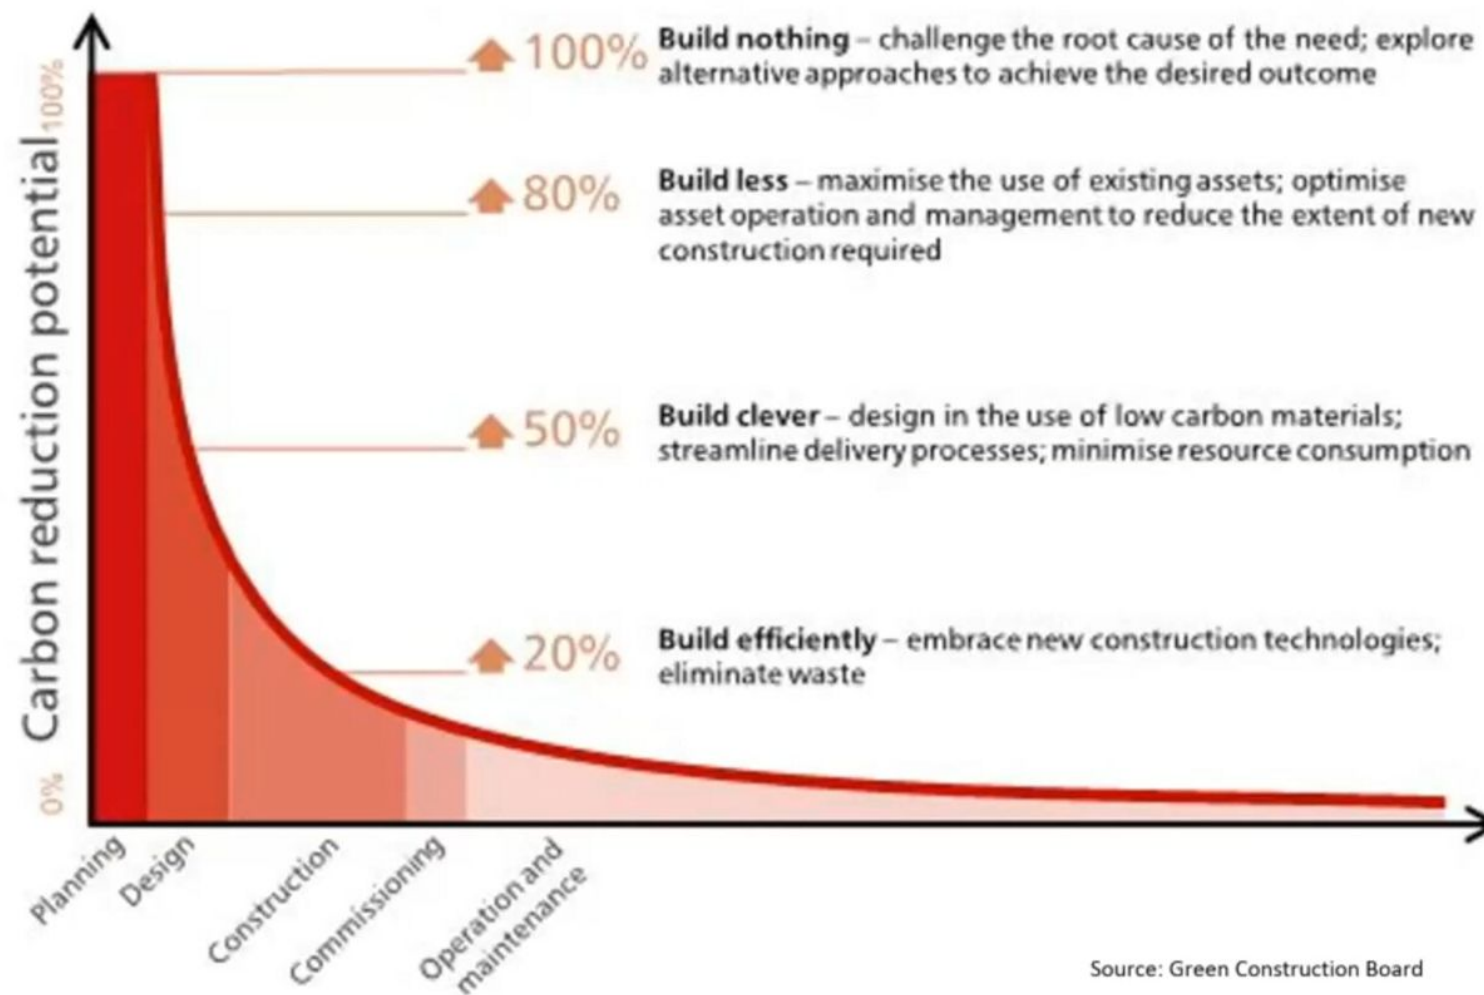 Carbon reduction potential
100%
0%
100%
Build nothing – challenge the root cause of the need; explore
alternative approaches to achieve the desired outcome
80%
Build less – maximise the use of existing assets; optimise
asset operation and management to reduce the extent of new
construction required
50%
Build clever – design in the use of low carbon materials;
streamline delivery processes; minimise resource consumption
20%
Build efficiently – embrace new construction technologies;
eliminate waste
Planning
Design
Construction
Commissioning
Operation and
maintenance
Source: Green Construction Board